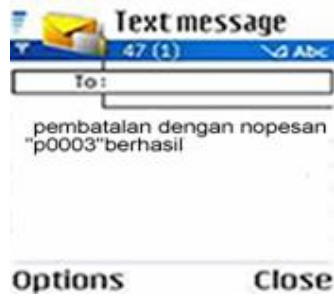 Text message
47 (1) Abc
To:
pembatalan dengan nopesan
"p0003"berhasil
Options Close